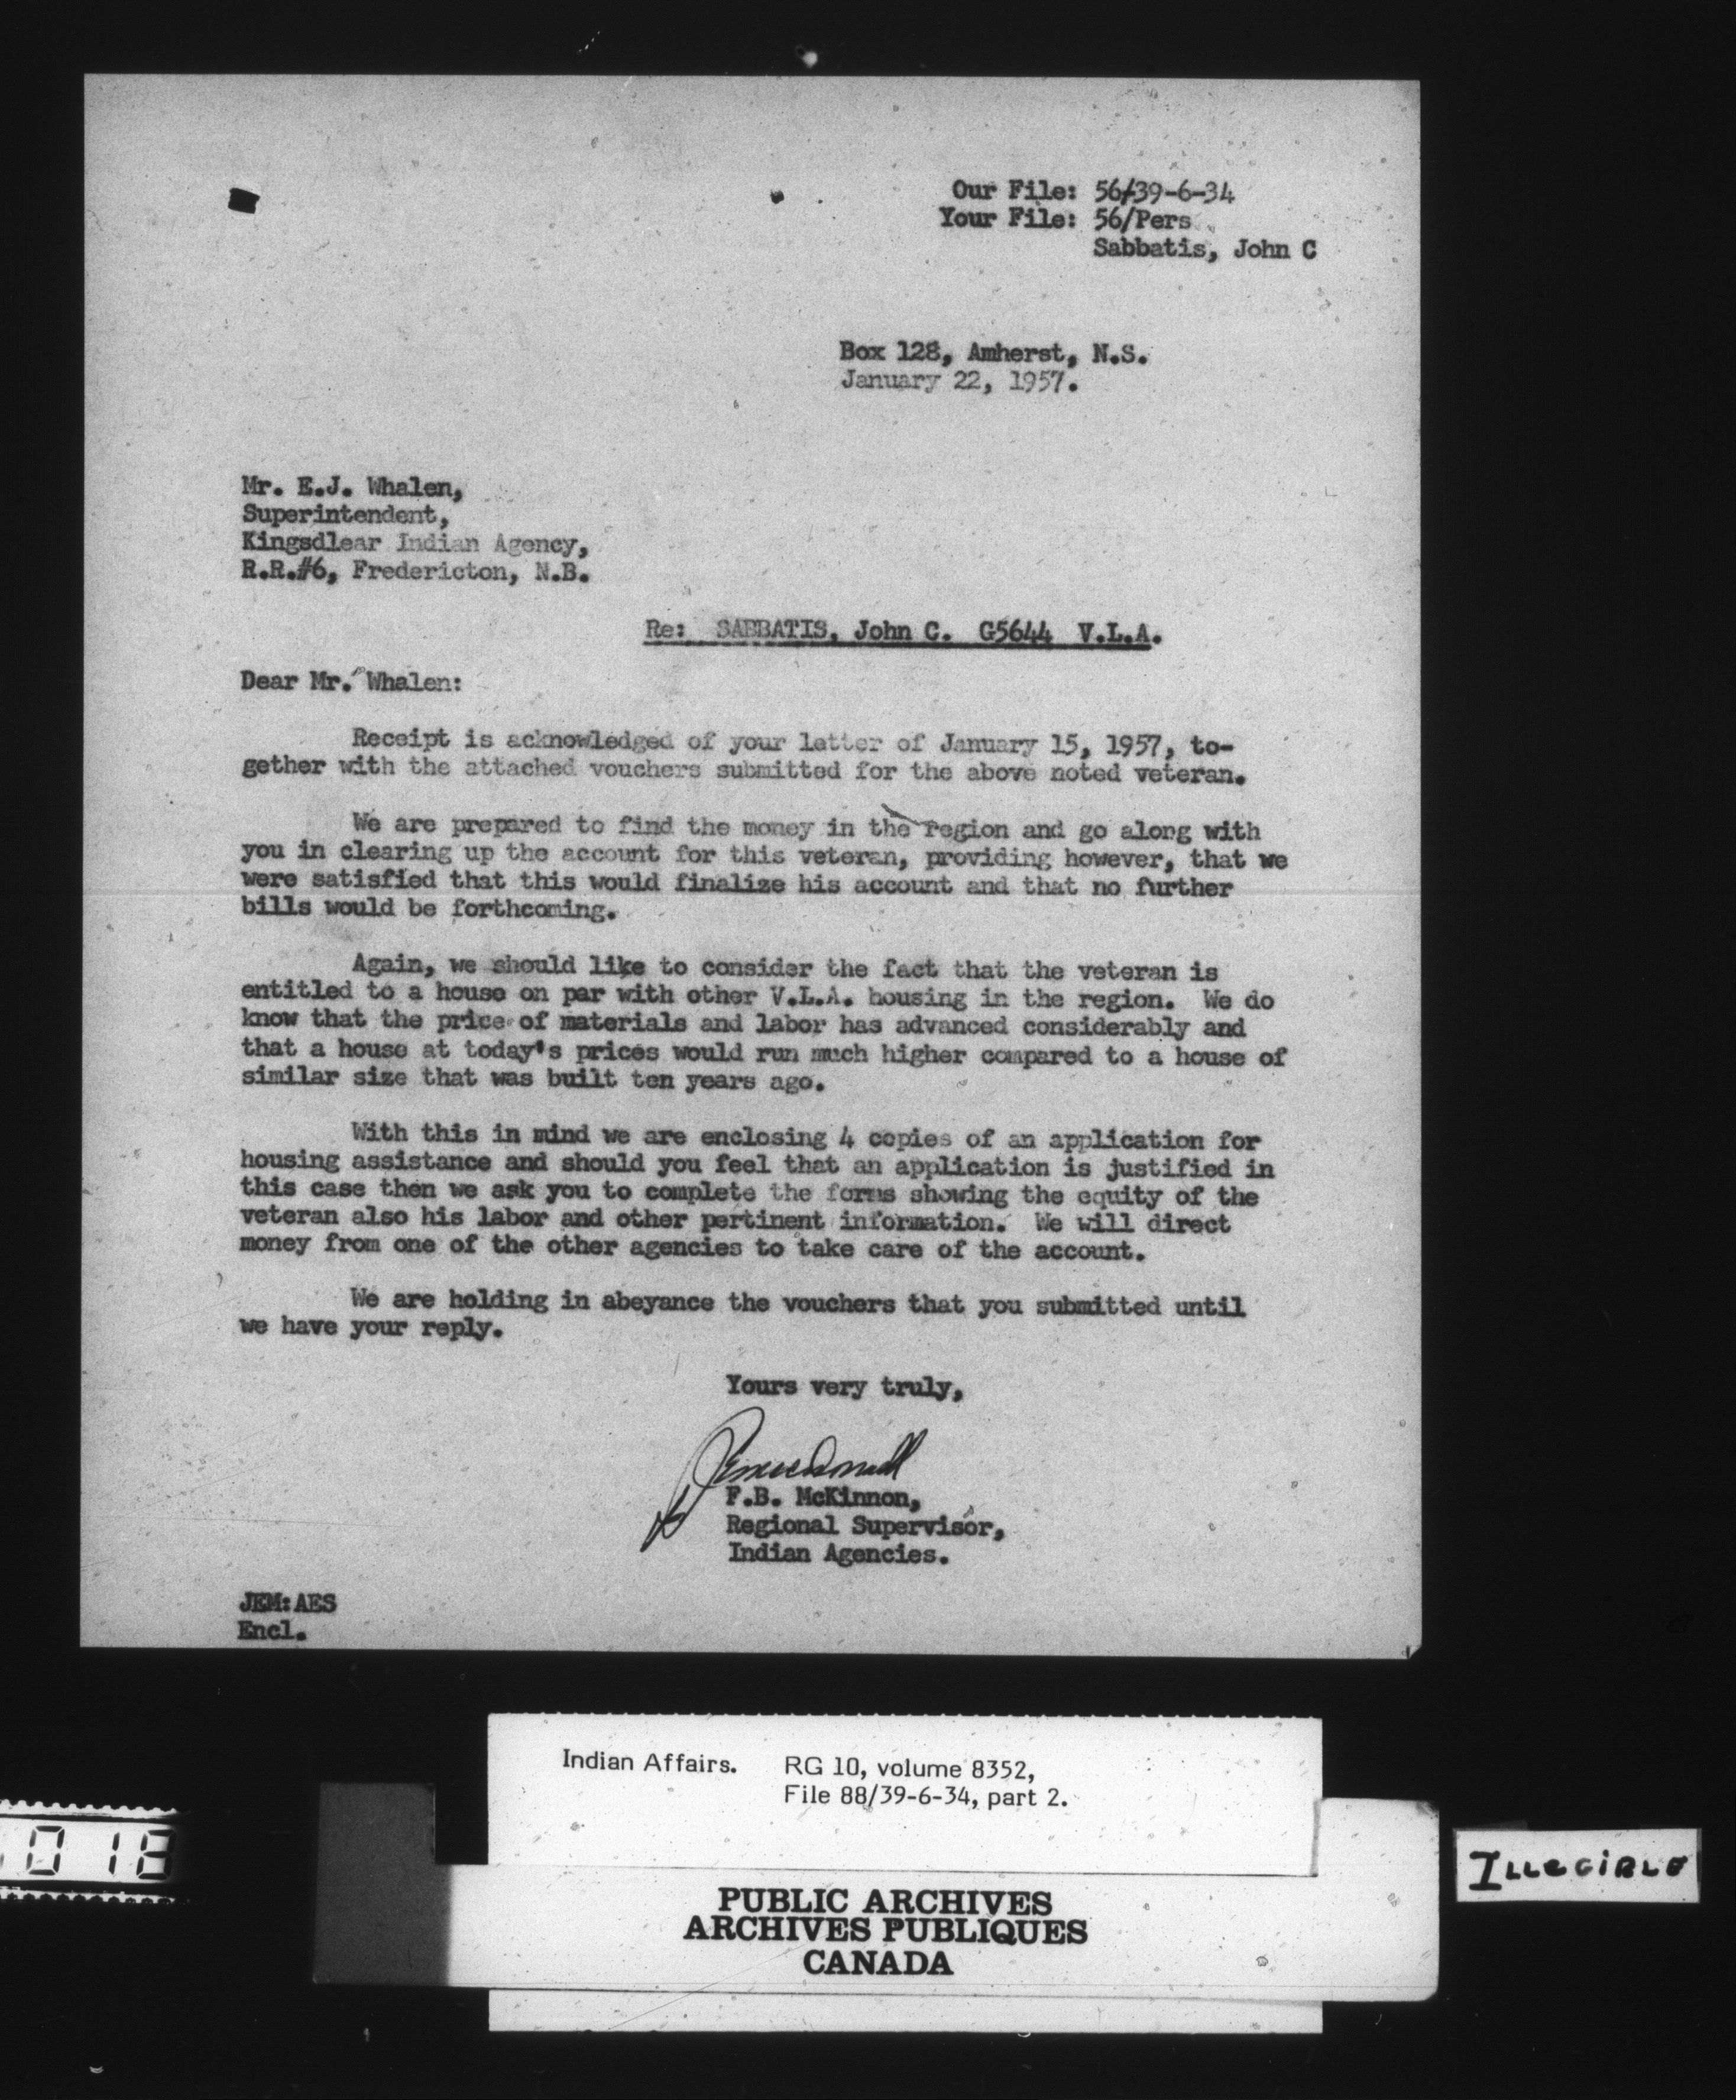 Our File: 56/39-6-34
Your File: 56/Pers
Sabbatis, John C
Box 128, Amherst, N.S.
January 22, 1957.
Mr. E.J. Whalen,
Superintendent,
Kingsdlear Indian Agency,
R.R.#6, Fredericton, N.B.
Re: SABBATIS, John C. G5644 V.L.A.
Dear Mr. Whalen:
Receipt is acknowledged of your letter of January 15, 1957, to-
gether with the attached vouchers submitted for the above noted veteran.
We are prepared to find the money in the region and go along with
you in clearing up the account for this veteran, providing however, that we
were satisfied that this would finalize his account and that no further
bills would be forthcoming.
Again, we should like to consider the fact that the veteran is
entitled to a house on par with other V.L.A. housing in the region. We do
know that the price of materials and labor has advanced considerably and
that a house at today's prices would run much higher compared to a house of
similar size that was built ten years ago.
With this in mind we are enclosing 4 copies of an application for
housing assistance and should you feel that an application is justified in
this case then we ask you to complete the forms showing the equity of the
veteran also his labor and other pertinent information. We will direct
money from one of the other agencies to take care of the account.
We are holding in abeyance the vouchers that you submitted until
we have your reply.
Yours very truly,
F.B. McKinnon,
Regional Supervisor,
Indian Agencies.
JEM:AES
Encl.
Indian Affairs. RG 10, volume 8352,
File 88/39-6-34, part 2.
018
ILLEGIBLE
PUBLIC ARCHIVES
ARCHIVES PUBLIQUES
CANADA